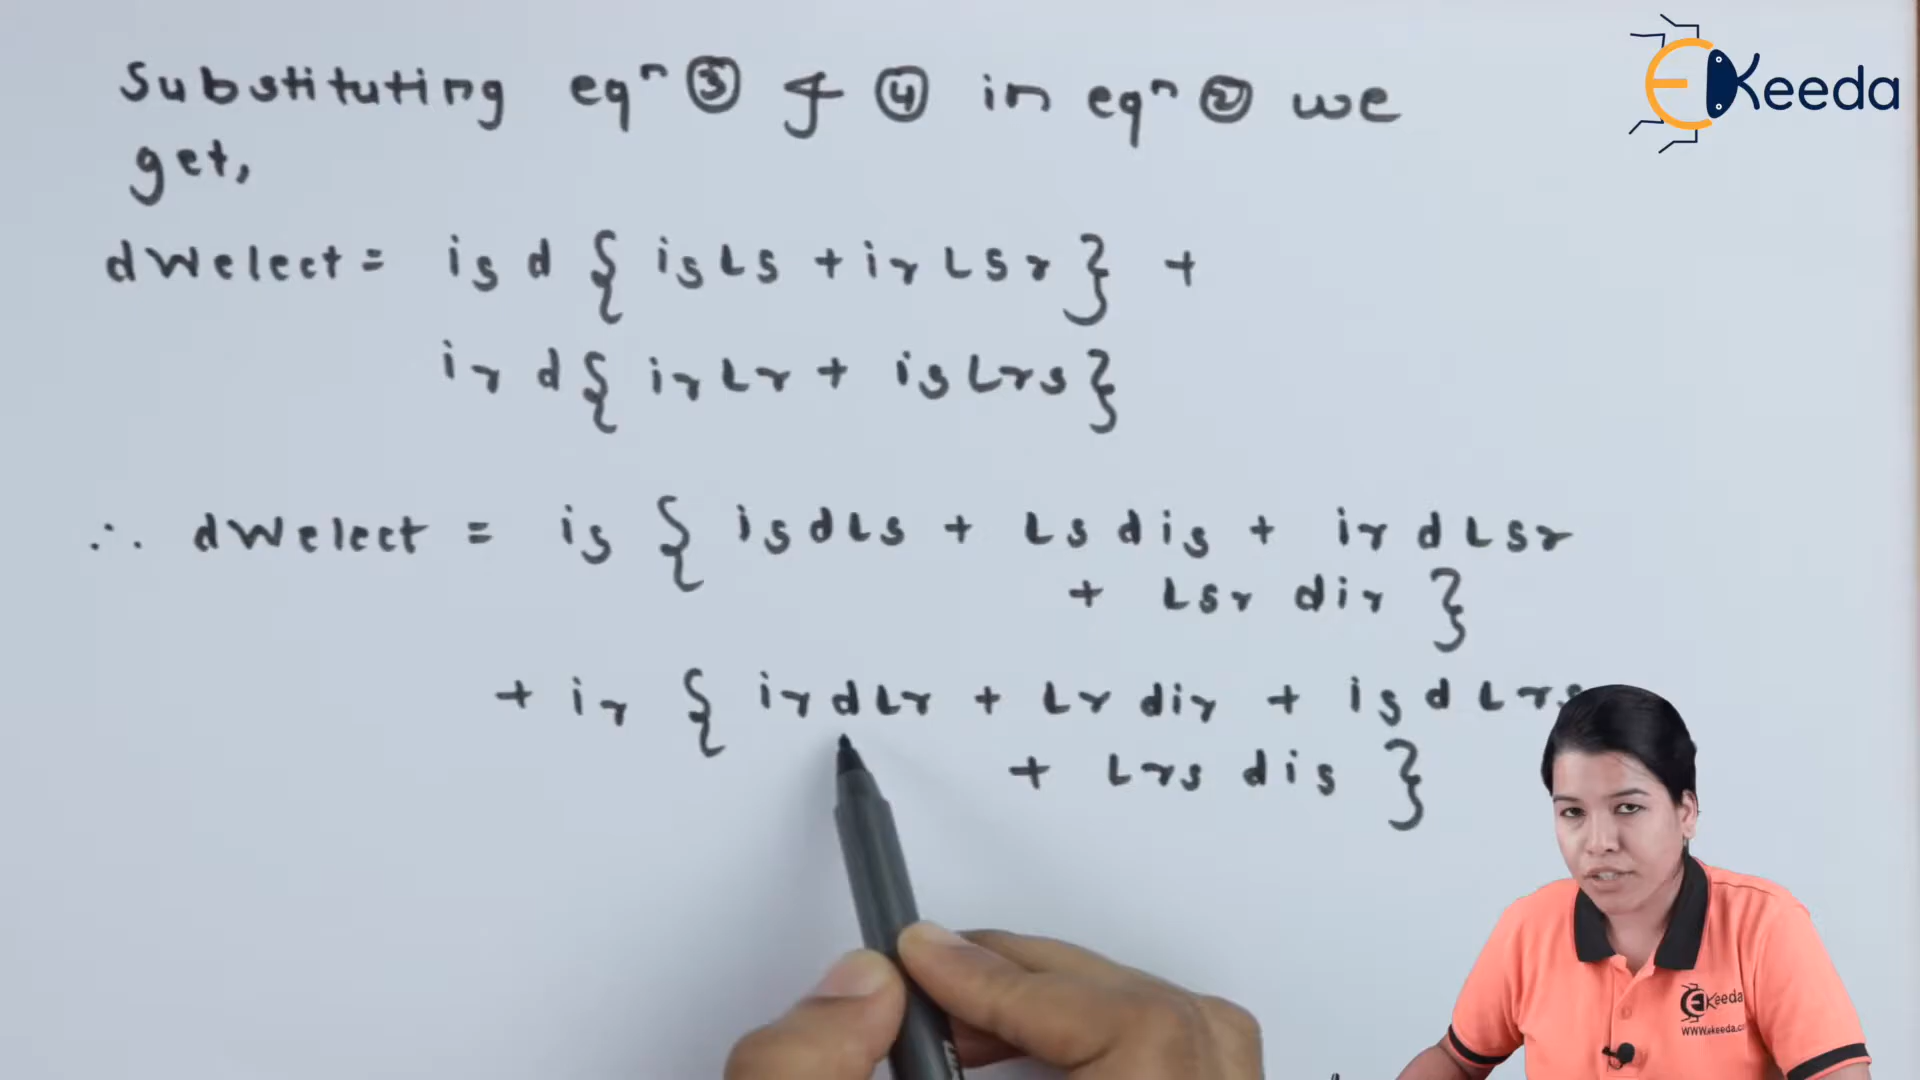 Substituting eqⁿ ③ & ④ in eqⁿ ② we
get,
dWelect = is d { is Ls + ir Lsr } +
ir d { ir Lr + is Lrs }
∴ dWelect = is { is dLs + Ls dis + ir dLsr
+ Lsr dir }
+ ir { ir dLr + Lr dir + is dLrs
+ Lrs dis }
EKeeda
EKeeda